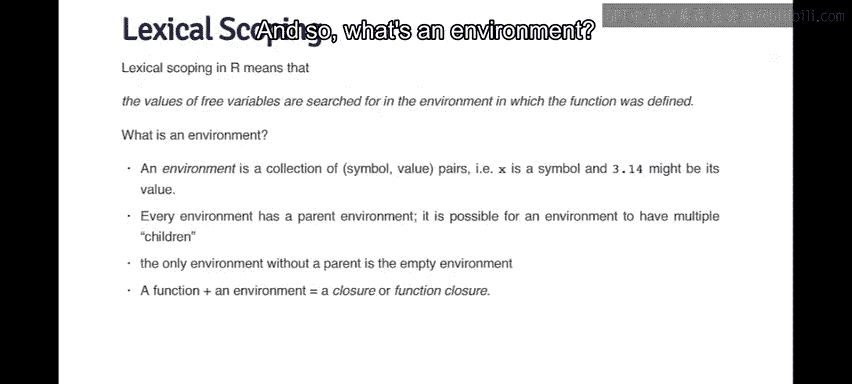 Lexical Scoping
And so, what's an environment?
Lexical scoping in R means that
the values of free variables are searched for in the environment in which the function was defined.
What is an environment?
· An environment is a collection of (symbol, value) pairs, i.e. x is a symbol and 3.14 might be its
value.
· Every environment has a parent environment; it is possible for an environment to have multiple
“children”
· the only environment without a parent is the empty environment
· A function + an environment = a closure or function closure.